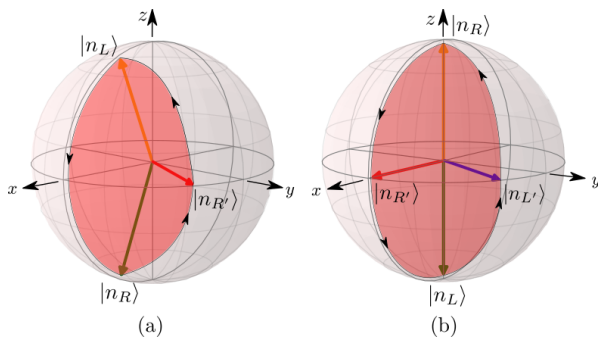 z
|n_L⟩
x
y
|n_{R'}⟩
|n_R⟩
(a)
z
|n_R⟩
x
y
|n_{R'}⟩
|n_{L'}⟩
|n_L⟩
(b)